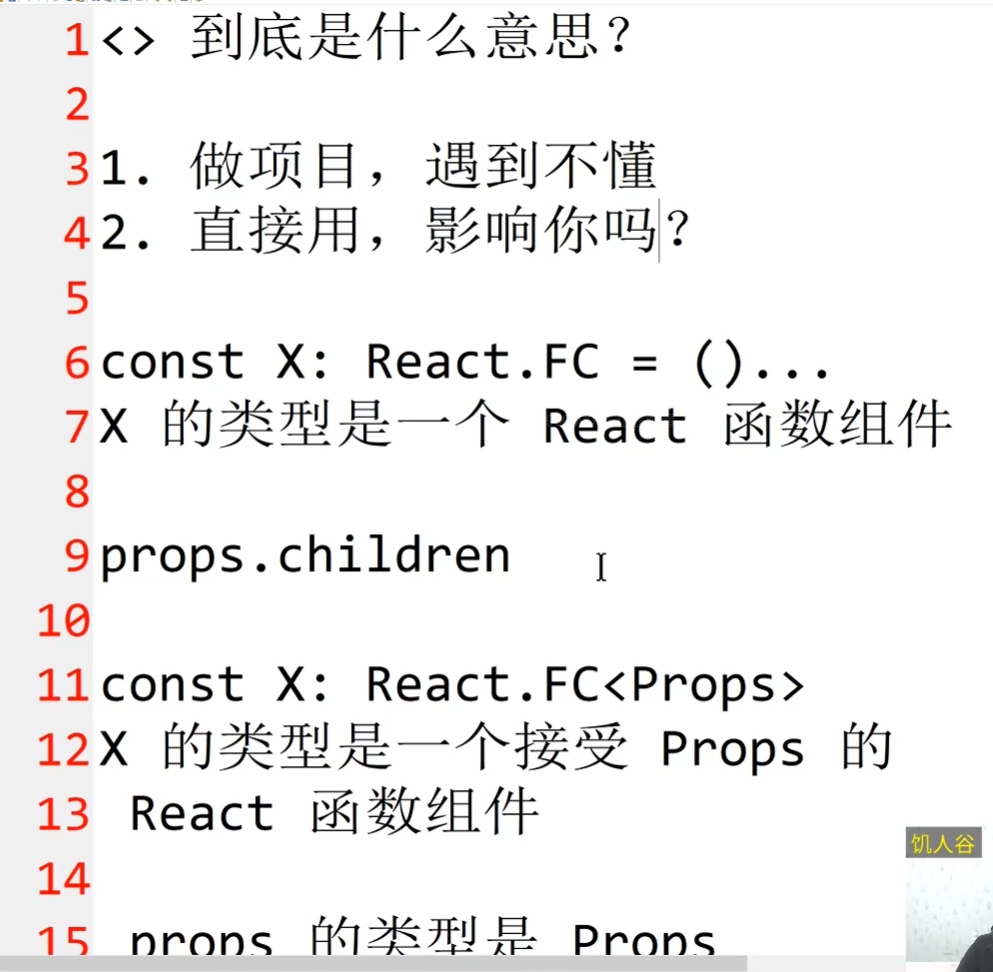 1 <> 到底是什么意思？
2
3 1. 做项目，遇到不懂
4 2. 直接用，影响你吗？
5
6 const X: React.FC = ()...
7 X 的类型是一个 React 函数组件
8
9 props.children
10
11 const X: React.FC<Props>
12 X 的类型是一个接受 Props 的
13 React 函数组件
14
15 props 的类型是 Props
饥人谷